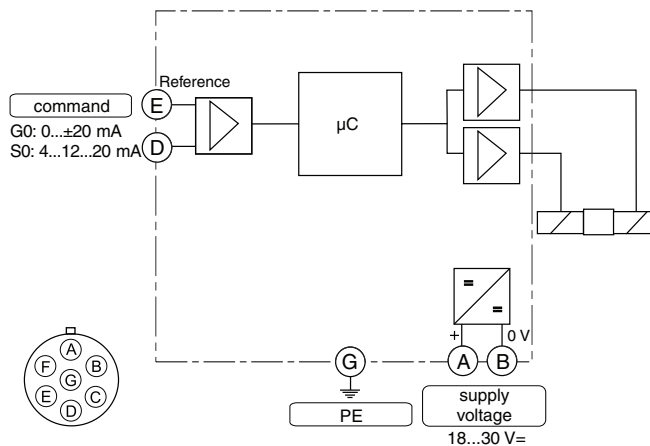 Reference
command
E
G0: 0...±20 mA
S0: 4...12...20 mA
D
µC
+
0 V
G
A
B
PE
supply
voltage
18...30 V=
A
F
B
G
E
C
D